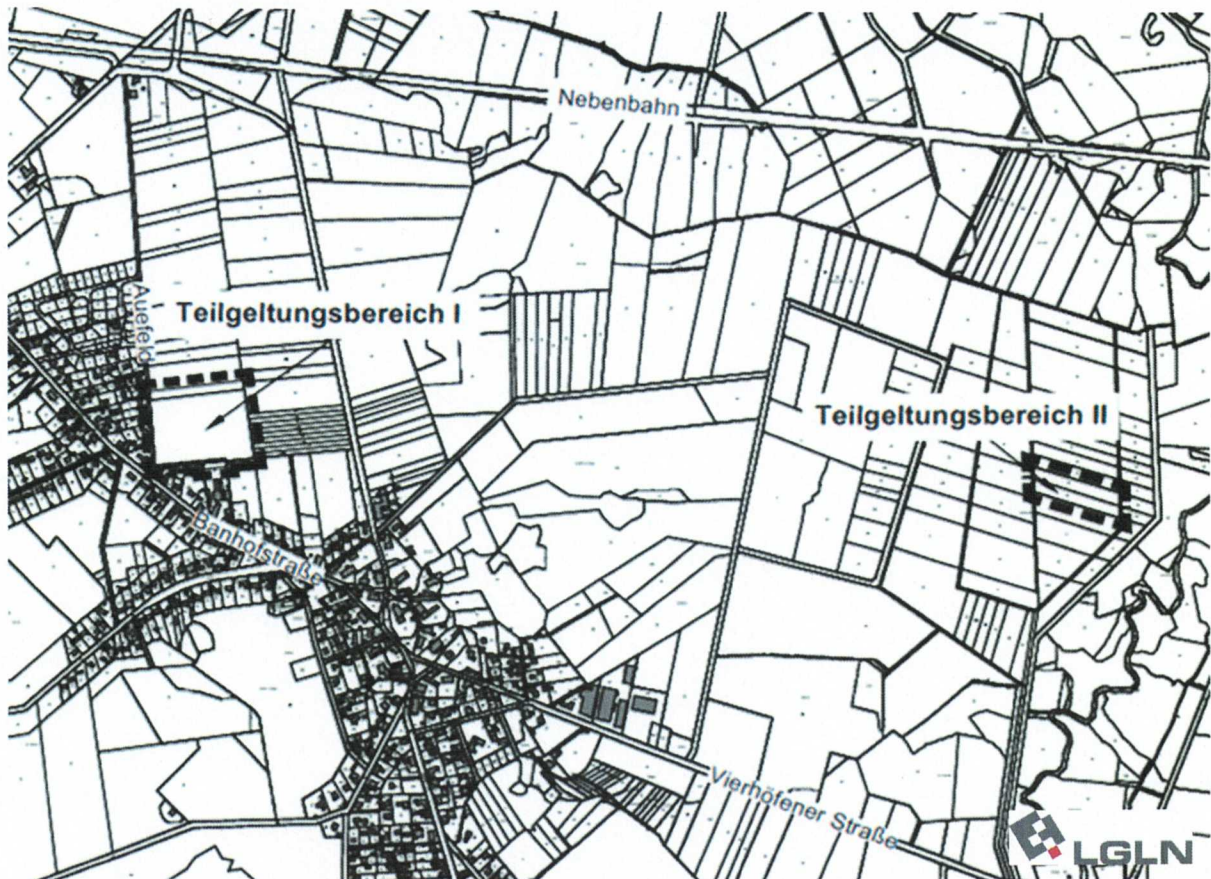 Nebenbahn
Auefeld
Teilgeltungsbereich I
Teilgeltungsbereich II
Banhofstraße
Vierhöfener Straße
LGLN